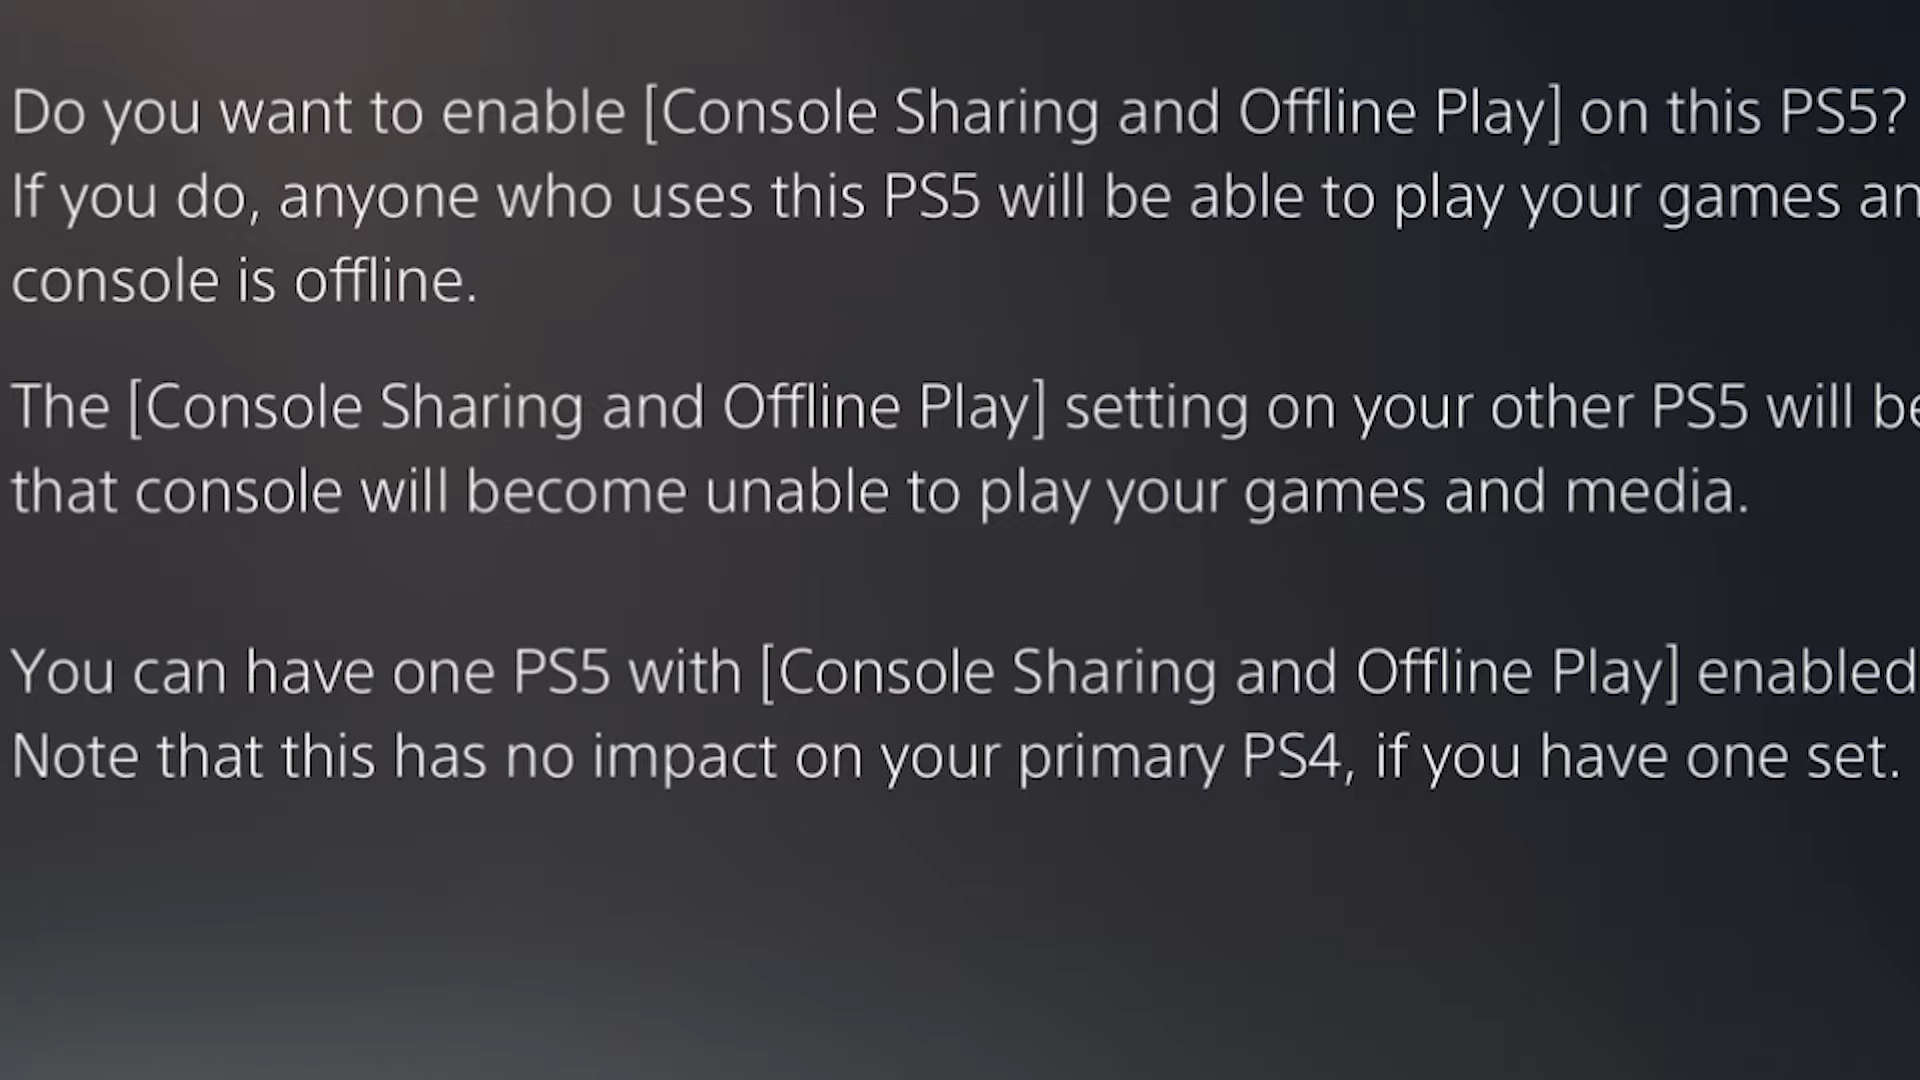 Do you want to enable [Console Sharing and Offline Play] on this PS5?
If you do, anyone who uses this PS5 will be able to play your games
console is offline.
The [Console Sharing and Offline Play] setting on your other PS5 will
that console will become unable to play your games and media.
You can have one PS5 with [Console Sharing and Offline Play] enabled
Note that this has no impact on your primary PS4, if you have one set.